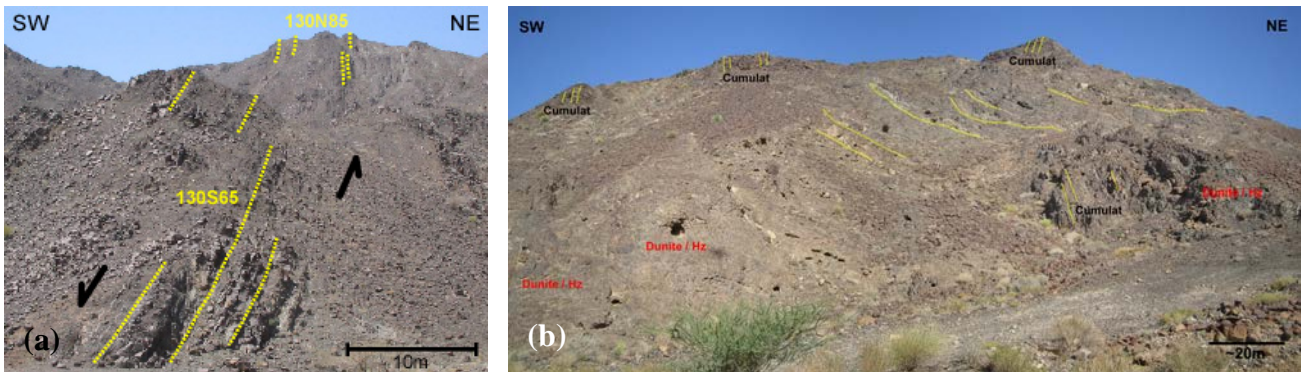 SW
130N85
NE
130S65
(a)
10m
SW
NE
Cumulat
Cumulat
Cumulat
Cumulat
Dunite / Hz
Dunite / Hz
Dunite / Hz
(b)
~20m